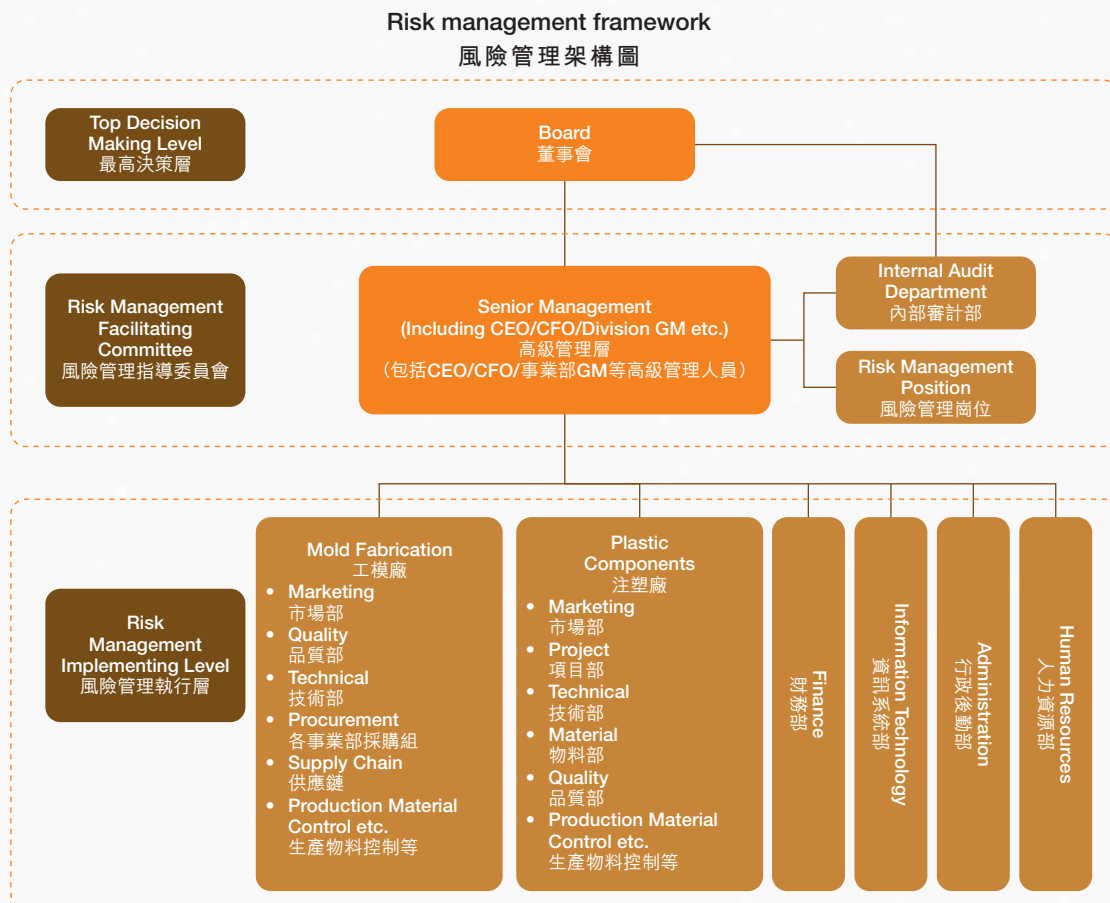 Risk management framework
風險管理架構圖
Top Decision
Making Level
最高決策層
Board
董事會
Risk Management
Facilitating
Committee
風險管理指導委員會
Senior Management
(Including CEO/CFO/Division GM etc.)
高級管理層
（包括CEO/CFO/事業部GM等高級管理人員）
Internal Audit
Department
內部審計部
Risk Management
Position
風險管理崗位
Risk
Management
Implementing Level
風險管理執行層
Mold Fabrication
工模廠
• Marketing
市場部
• Quality
品質部
• Technical
技術部
• Procurement
各事業部採購組
• Supply Chain
供應鏈
• Production Material
Control etc.
生產物料控制等
Plastic
Components
注塑廠
• Marketing
市場部
• Project
項目部
• Technical
技術部
• Material
物料部
• Quality
品質部
• Production Material
Control etc.
生產物料控制等
Finance
財務部
Information Technology
資訊系統部
Administration
行政後動部
Human Resources
人力資源部